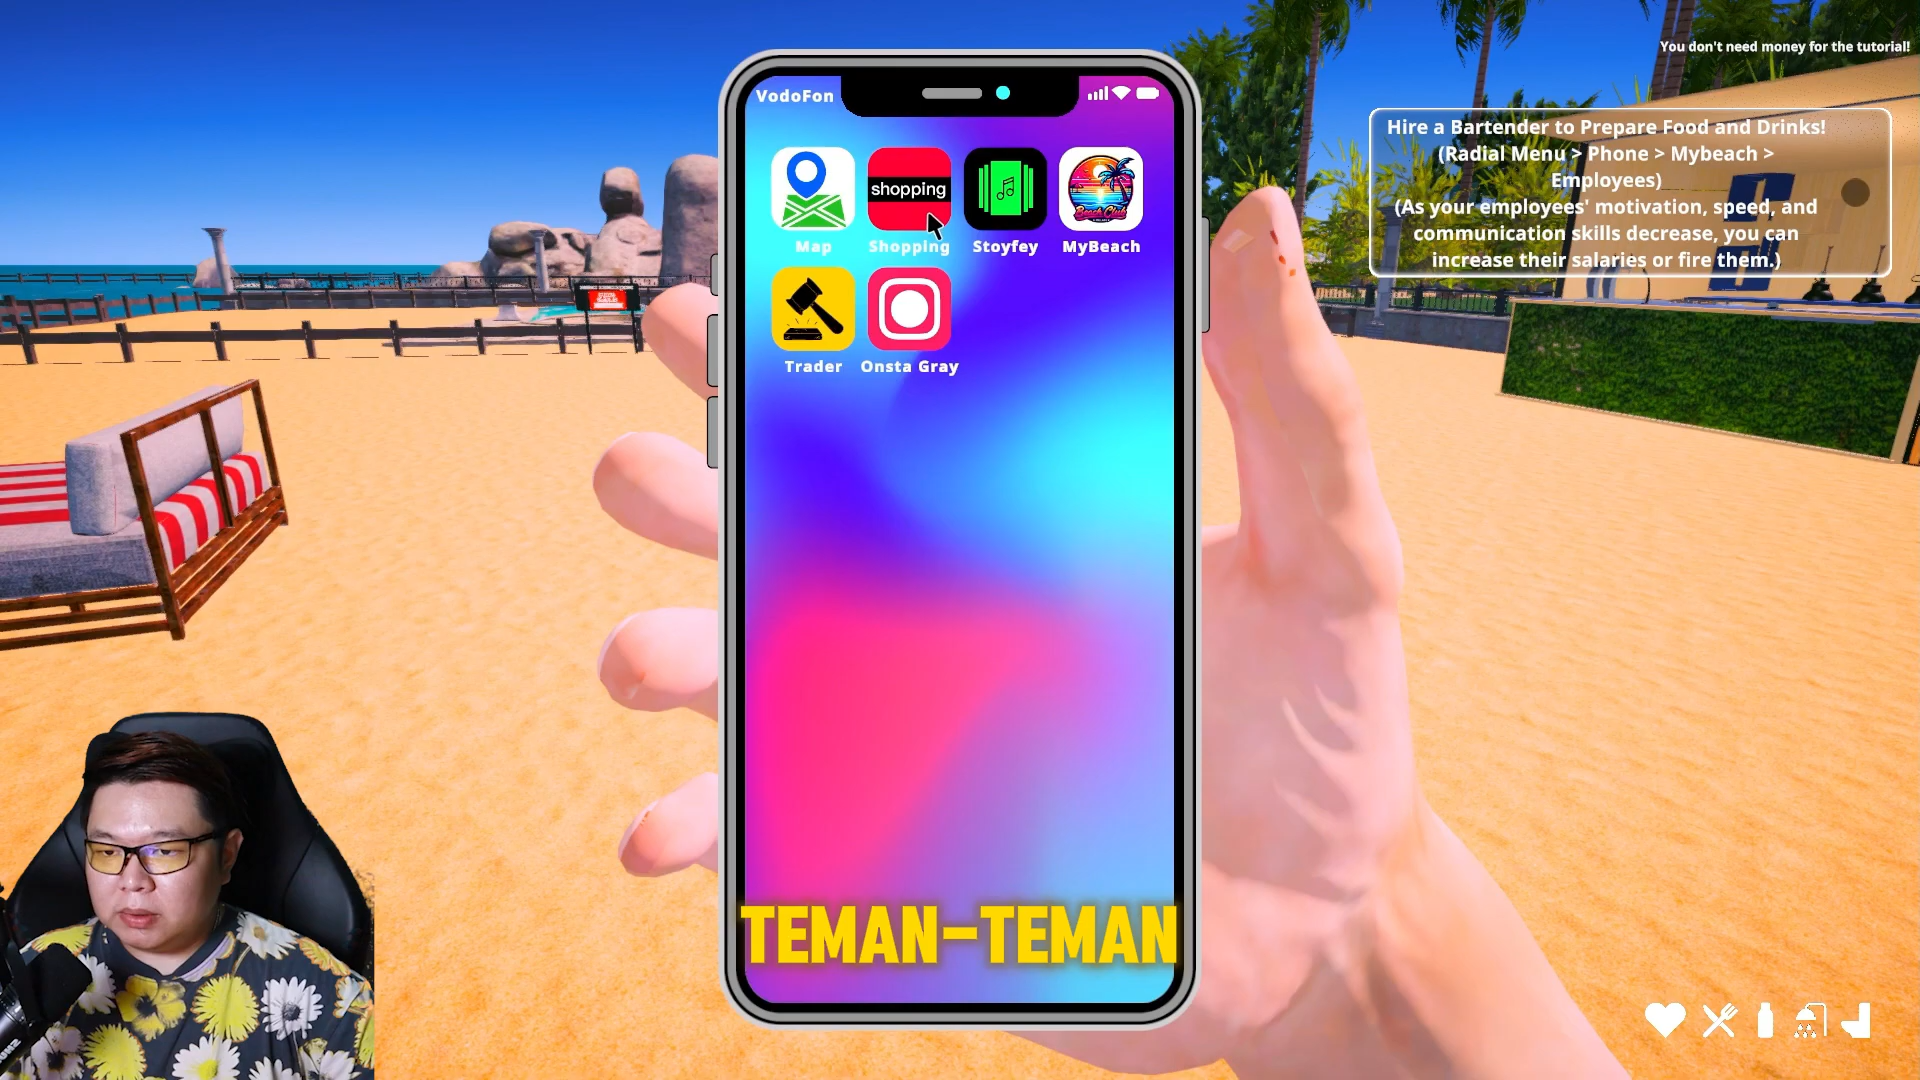 You don't need money for the tutorial!
VodoFon
Hire a Bartender to Prepare Food and Drinks!
(Radial Menu > Phone > Mybeach >
Employees)
(As your employees' motivation, speed, and
communication skills decrease, you can
increase their salaries or fire them.)
shopping
Beach Club
Map
Shopping
Stoyfey
MyBeach
Trader
Onsta Gray
TEMAN-TEMAN